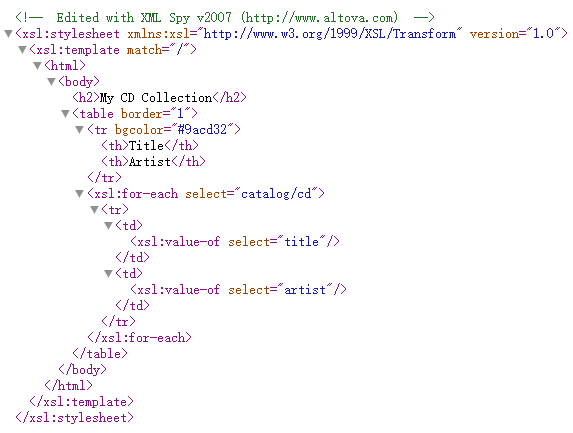 <!-- Edited with XML Spy v2007 (http://www.altova.com) -->
<xsl:stylesheet xmlns:xsl="http://www.w3.org/1999/XSL/Transform" version="1.0">
<xsl:template match="/">
<html>
<body>
<h2>My CD Collection</h2>
<table border="1">
<tr bgcolor="#9acd32">
<th>Title</th>
<th>Artist</th>
</tr>
<xsl:for-each select="catalog/cd">
<tr>
<td>
<xsl:value-of select="title"/>
</td>
<td>
<xsl:value-of select="artist"/>
</td>
</tr>
</xsl:for-each>
</table>
</body>
</html>
</xsl:template>
</xsl:stylesheet>